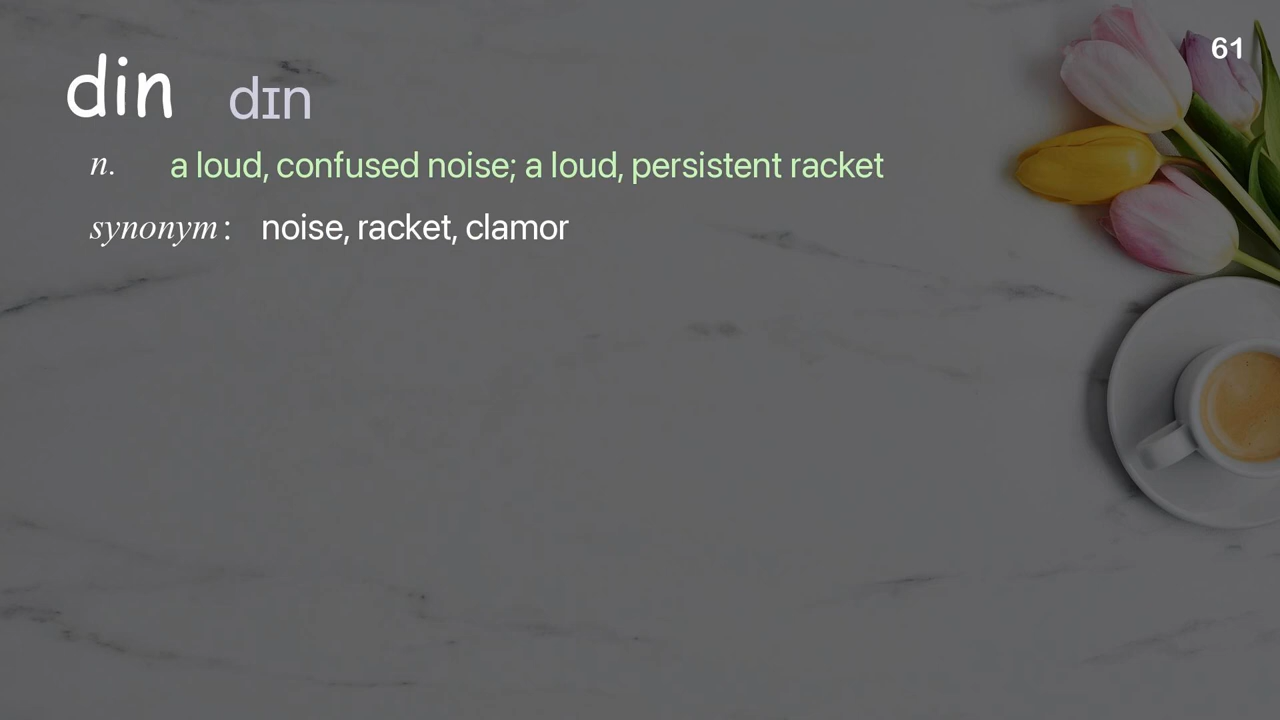 61
din dɪn
n. a loud, confused noise; a loud, persistent racket
synonym: noise, racket, clamor